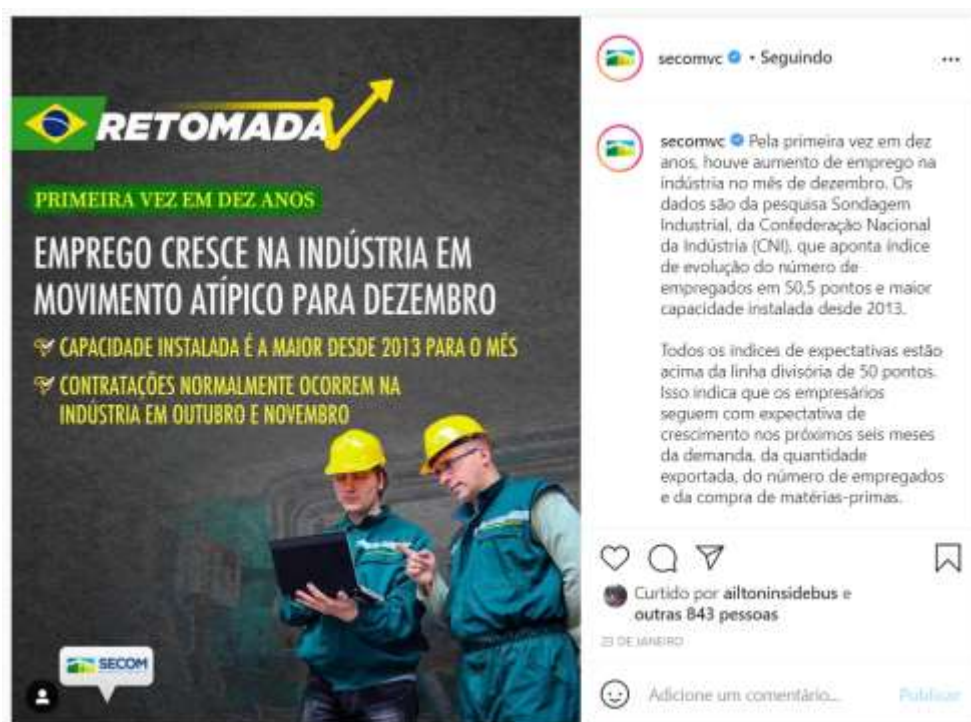 RETOMADA
PRIMEIRA VEZ EM DEZ ANOS
EMPREGO CRESCE NA INDÚSTRIA EM
MOVIMENTO ATÍPICO PARA DEZEMBRO
CAPACIDADE INSTALADA É A MAIOR DESDE 2013 PARA O MÊS
CONTRATAÇÕES NORMALMENTE OCORREM NA
INDÚSTRIA EM OUTUBRO E NOVEMBRO
SECOM
secomvc • Seguindo
secomvc Pela primeira vez em dez
anos, houve aumento de emprego na
indústria no mês de dezembro. Os
dados são da pesquisa Sondagem
Industrial, da Confederação Nacional
da Indústria (CNI), que aponta índice
de evolução do número de
empregados em 50,5 pontos e maior
capacidade instalada desde 2013.
Todos os índices de expectativas estão
acima da linha divisória de 50 pontos.
Isso indica que os empresários
seguem com expectativa de
crescimento nos próximos seis meses
da demanda, da quantidade
exportada, do número de empregados
e da compra de matérias-primas.
Curtido por ailtoninsidebus e
outras 843 pessoas
23 DE JANEIRO
Adicione um comentário... Publicar